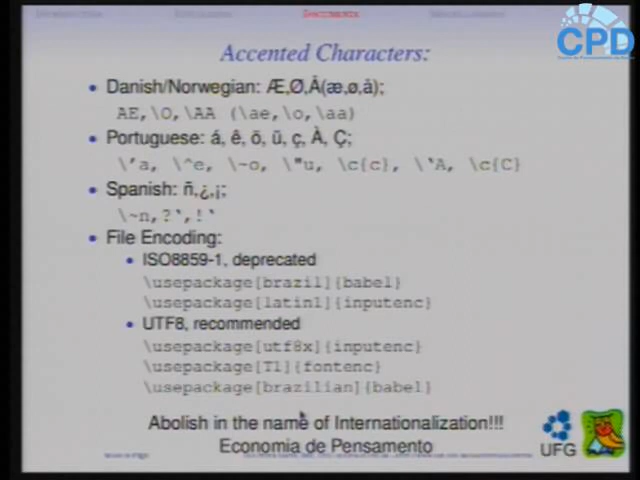 CPD
Accented Characters:
Danish/Norwegian: Æ,Ø,Å(æ,ø,å);
AE,\O,\AA (\ae,\o,\aa)
Portuguese: á, ê, õ, ü, ç, À, Ç;
\'a, \^e, \~o, \"u, \c{c}, \`A, \c{C}
Spanish: ñ,¿,¡;
\~n,?`,!`
File Encoding:
ISO8859-1, deprecated
\usepackage[brazil]{babel}
\usepackage[latin1]{inputenc}
UTF8, recommended
\usepackage[utf8x]{inputenc}
\usepackage[T1]{fontenc}
\usepackage[brazilian]{babel}
Abolish in the name of Internationalization!!!
Economia de Pensamento
UFG